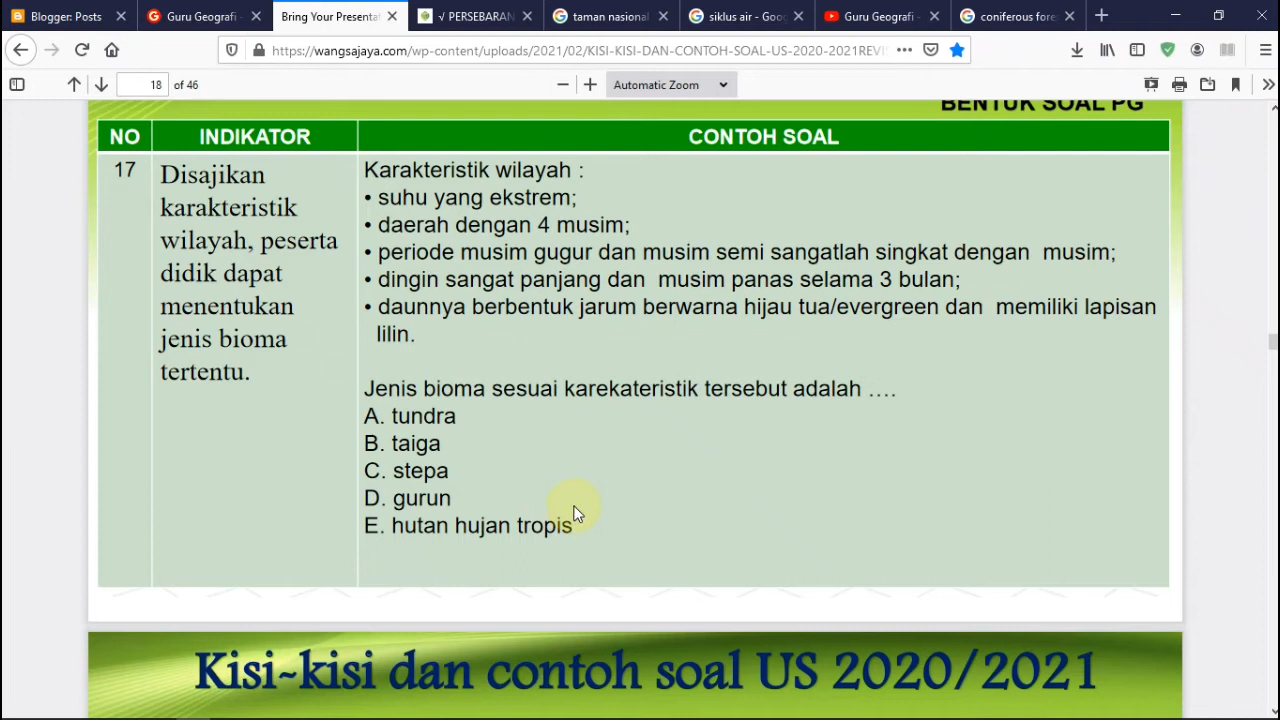 Blogger: Posts
Guru Geografi -
Bring Your Presentat
√ PERSEBARAN
taman nasional
siklus air - Goo
Guru Geografi -
coniferous fore
https://wangsajaya.com/wp-content/uploads/2021/02/KISI-KISI-DAN-CONTOH-SOAL-US-2020-2021REVI
18 of 46
Automatic Zoom
BENTUK SOAL PG
NO INDIKATOR CONTOH SOAL
17
Disajikan
karakteristik
wilayah, peserta
didik dapat
menentukan
jenis bioma
tertentu.
Karakteristik wilayah :
• suhu yang ekstrem;
• daerah dengan 4 musim;
• periode musim gugur dan musim semi sangatlah singkat dengan musim;
• dingin sangat panjang dan musim panas selama 3 bulan;
• daunnya berbentuk jarum berwarna hijau tua/evergreen dan memiliki lapisan
lilin.
Jenis bioma sesuai karekateristik tersebut adalah ....
A. tundra
B. taiga
C. stepa
D. gurun
E. hutan hujan tropis
Kisi-kisi dan contoh soal US 2020/2021